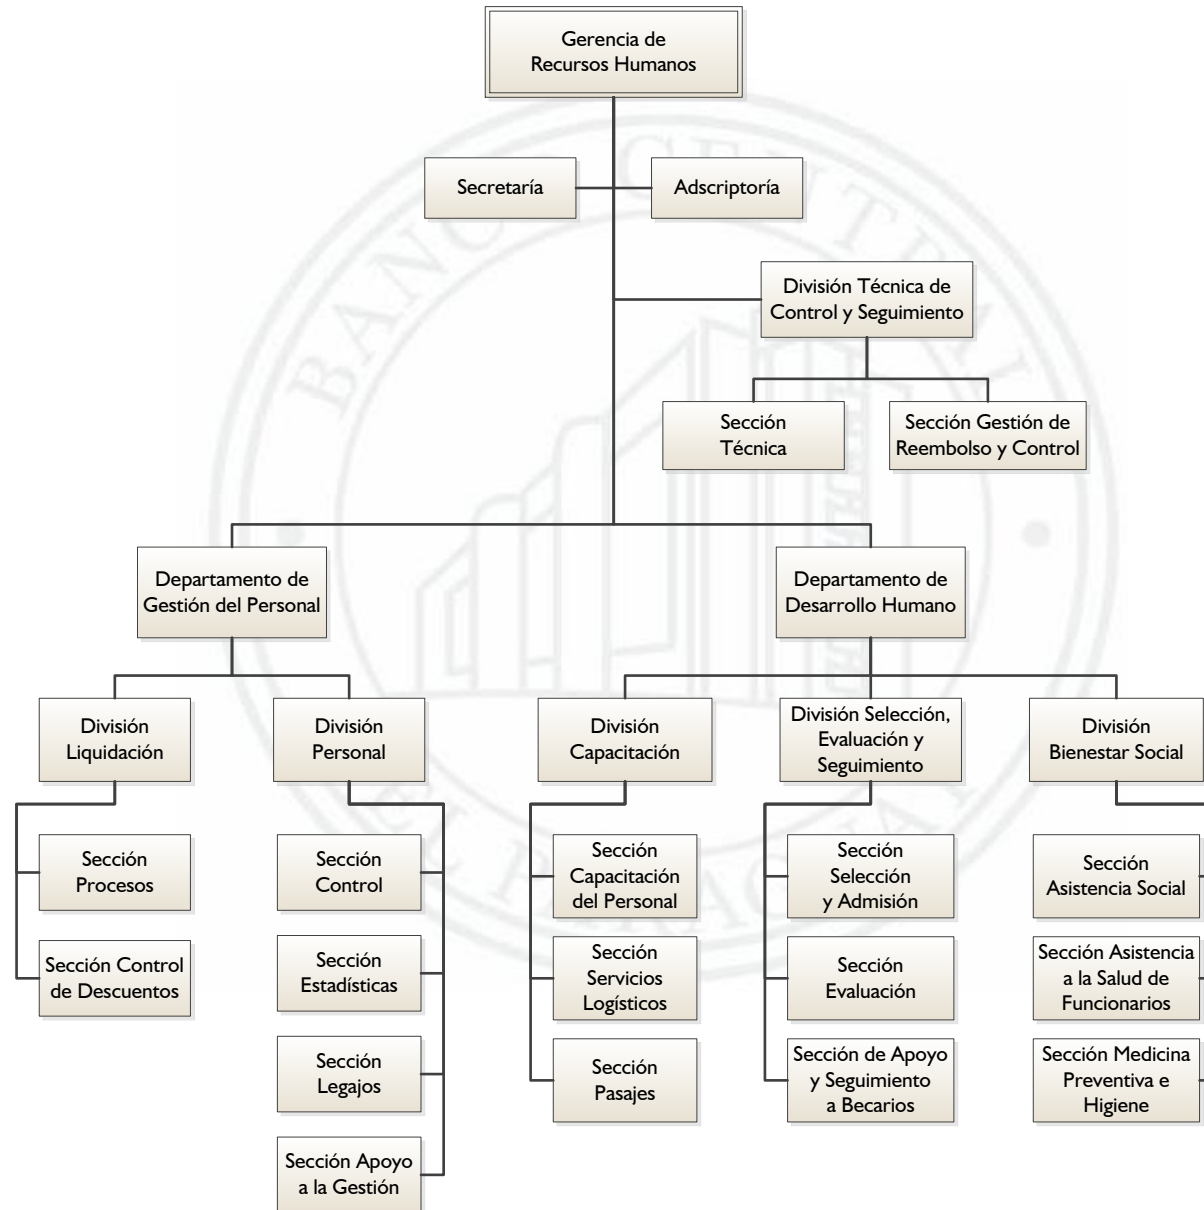 Gerencia de
Recursos Humanos
Secretaría
Adscriptoría
División Técnica de
Control y Seguimiento
Sección
Técnica
Sección Gestión de
Reembolso y Control
Departamento de
Gestión del Personal
Departamento de
Desarrollo Humano
División
Liquidación
División
Personal
División
Capacitación
División Selección,
Evaluación y
Seguimiento
División
Bienestar Social
Sección
Procesos
Sección Control
de Descuentos
Sección
Control
Sección
Estadísticas
Sección
Legajos
Sección Apoyo
a la Gestión
Sección
Capacitación
del Personal
Sección
Servicios
Logísticos
Sección
Pasajes
Sección
Selección
y Admisión
Sección
Evaluación
Sección de Apoyo
y Seguimiento
a Becarios
Sección
Asistencia Social
Sección Asistencia
a la Salud de
Funcionarios
Sección Medicina
Preventiva e
Higiene
BANCO CENTRAL